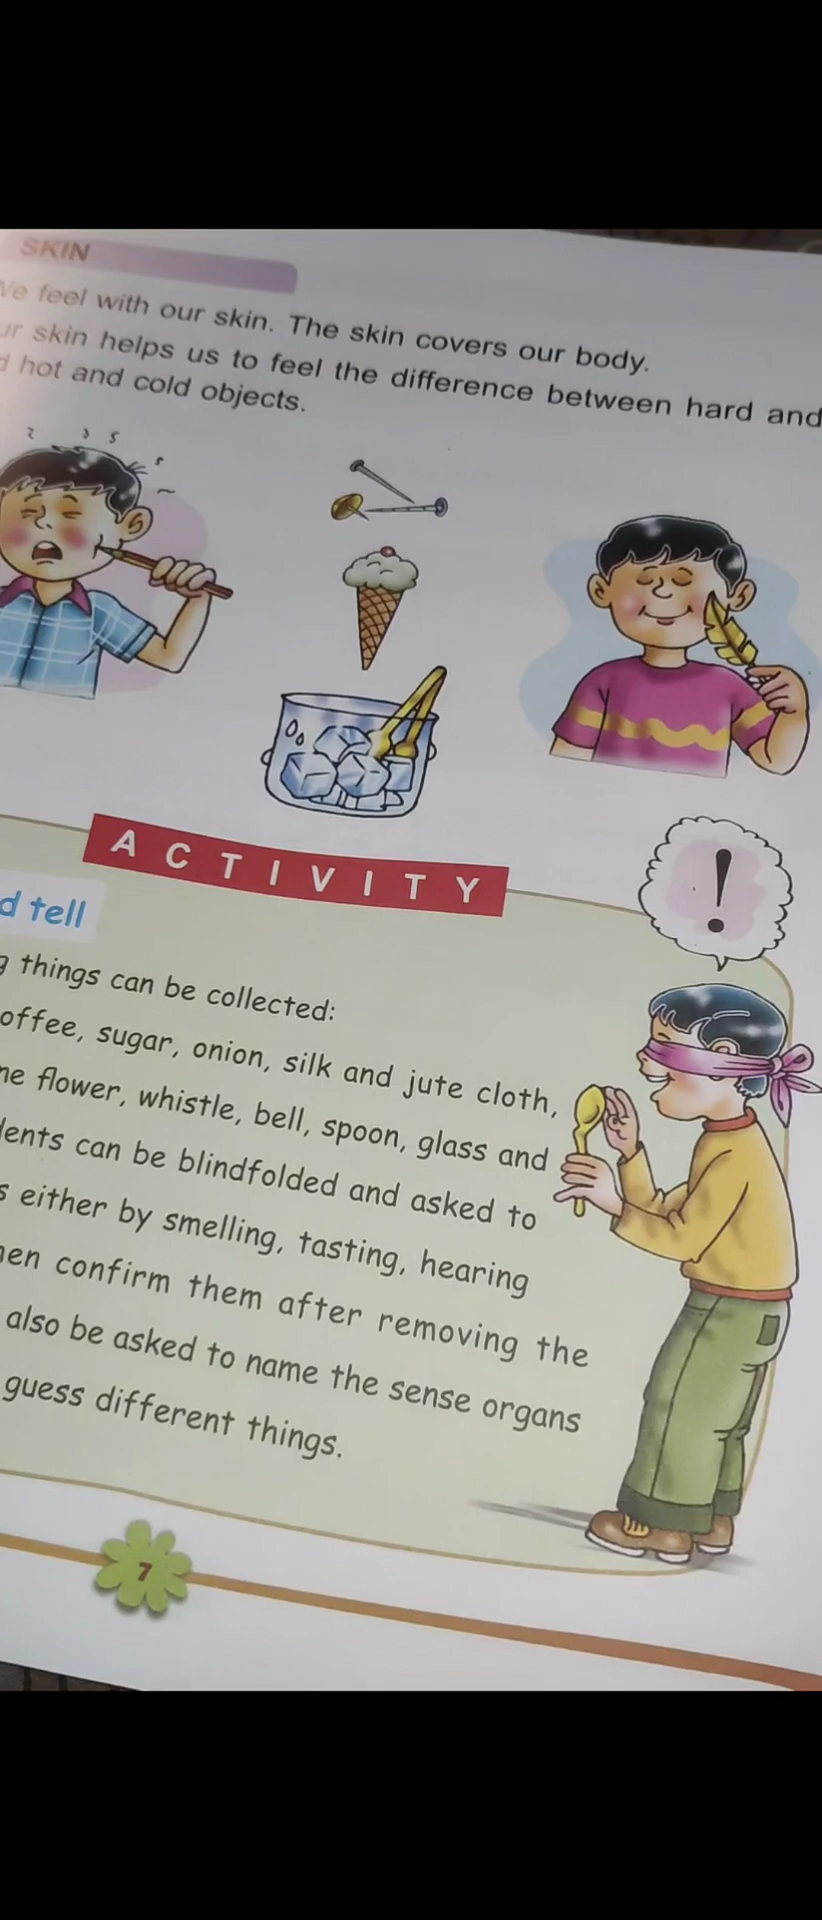 SKIN
We feel with our skin. The skin covers our body.
ur skin helps us to feel the difference between hard and
d hot and cold objects.
ACTIVITY
d tell
g things can be collected:
offee, sugar, onion, silk and jute cloth,
ne flower, whistle, bell, spoon, glass and
dents can be blindfolded and asked to
s either by smelling, tasting, hearing
hen confirm them after removing the
also be asked to name the sense organs
guess different things.
!
7